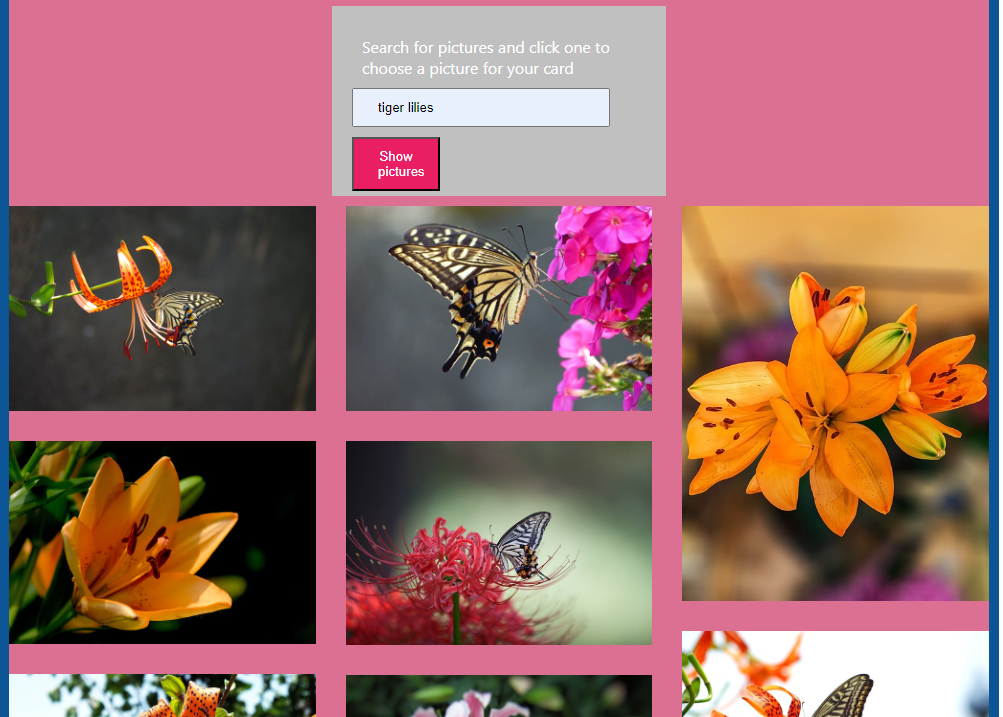 Search for pictures and click one to
choose a picture for your card
tiger lilies
Show
pictures